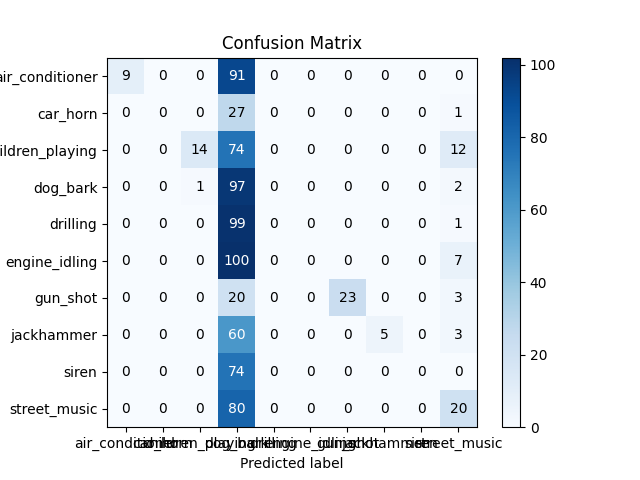 Confusion Matrix
air_conditioner 9 0 0 91 0 0 0 0 0 0
car_horn 0 0 0 27 0 0 0 0 0 1
ildren_playing 0 0 14 74 0 0 0 0 0 12
dog_bark 0 0 1 97 0 0 0 0 0 2
drilling 0 0 0 99 0 0 0 0 0 1
engine_idling 0 0 0 100 0 0 0 0 0 7
gun_shot 0 0 0 20 0 0 23 0 0 3
jackhammer 0 0 0 60 0 0 0 5 0 3
siren 0 0 0 74 0 0 0 0 0 0
street_music 0 0 0 80 0 0 0 0 0 20
street_music
Predicted label
100
80
60
40
20
0